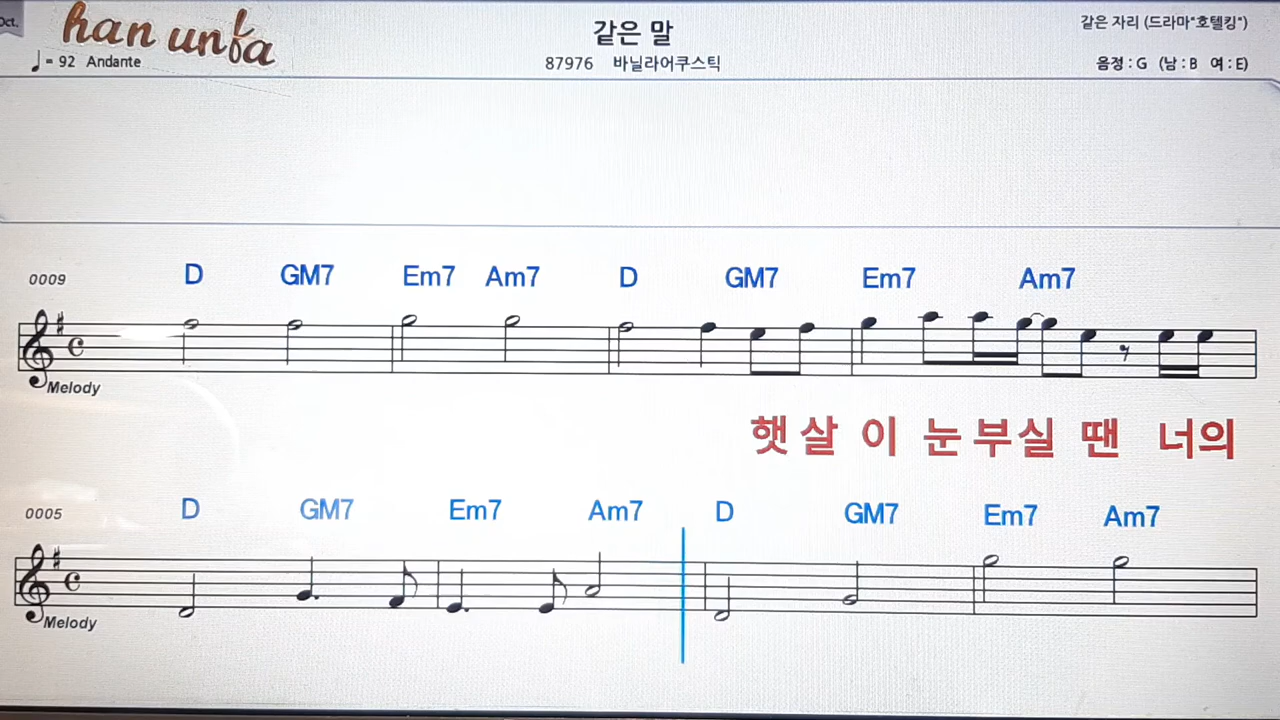 Oct.
han unfa
♩= 92 Andante
같은 말
87976 바닐라어쿠스틱
같은 자리 (드라마"호텔킹")
음정 : G (남 : B 여 : E)
0009
D GM7 Em7 Am7 D GM7 Em7 Am7
Melody
햇 살 이 눈 부 실 땐 너의
0005
D GM7 Em7 Am7 D GM7 Em7 Am7
Melody